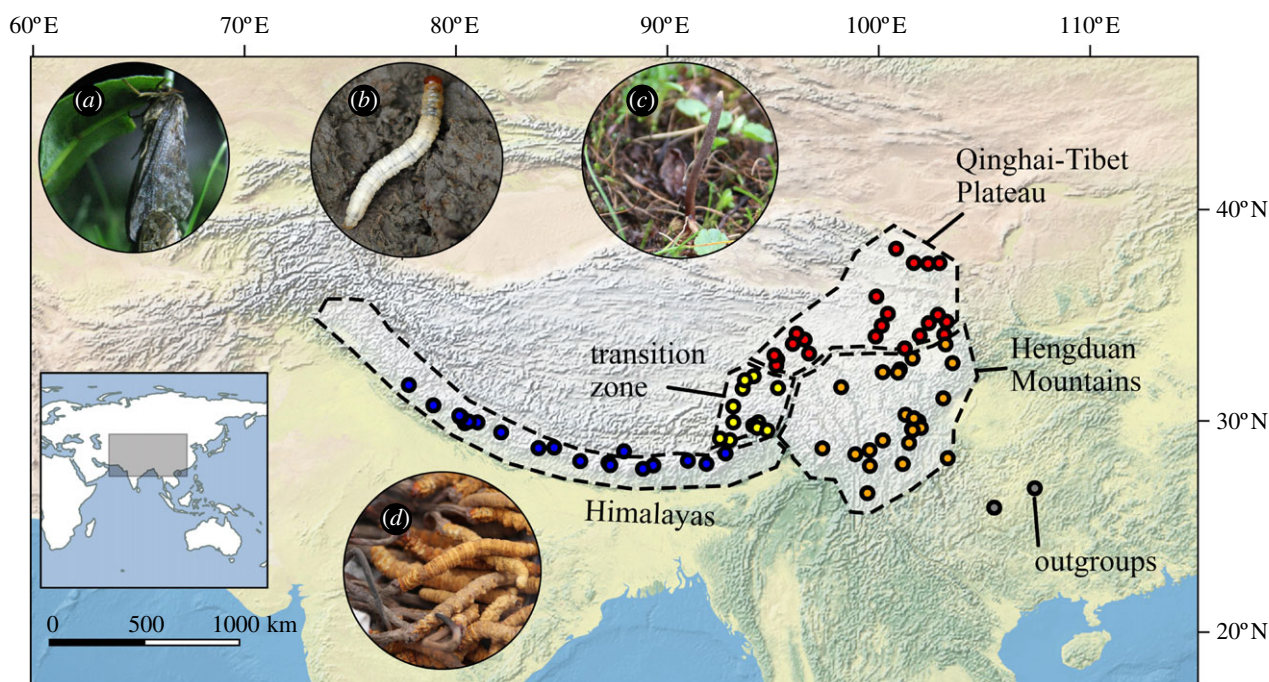 60°E
70°E
80°E
90°E
100°E
110°E
(a)
(b)
(c)
Qinghai-Tibet
Plateau
40°N
transition
zone
Hengduan
Mountains
30°N
Himalayas
(d)
outgroups
0 500 1000 km
20°N